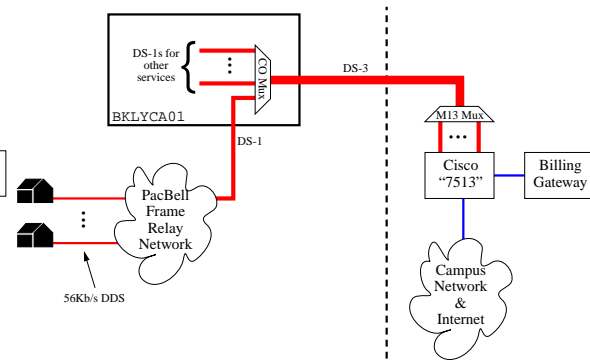 DS-1s for
other
services
CO Mux
DS-3
BKLYCA01
M13 Mux
DS-1
Cisco
“7513”
Billing
Gateway
PacBell
Frame
Relay
Network
Campus
Network
&
Internet
56Kb/s DDS